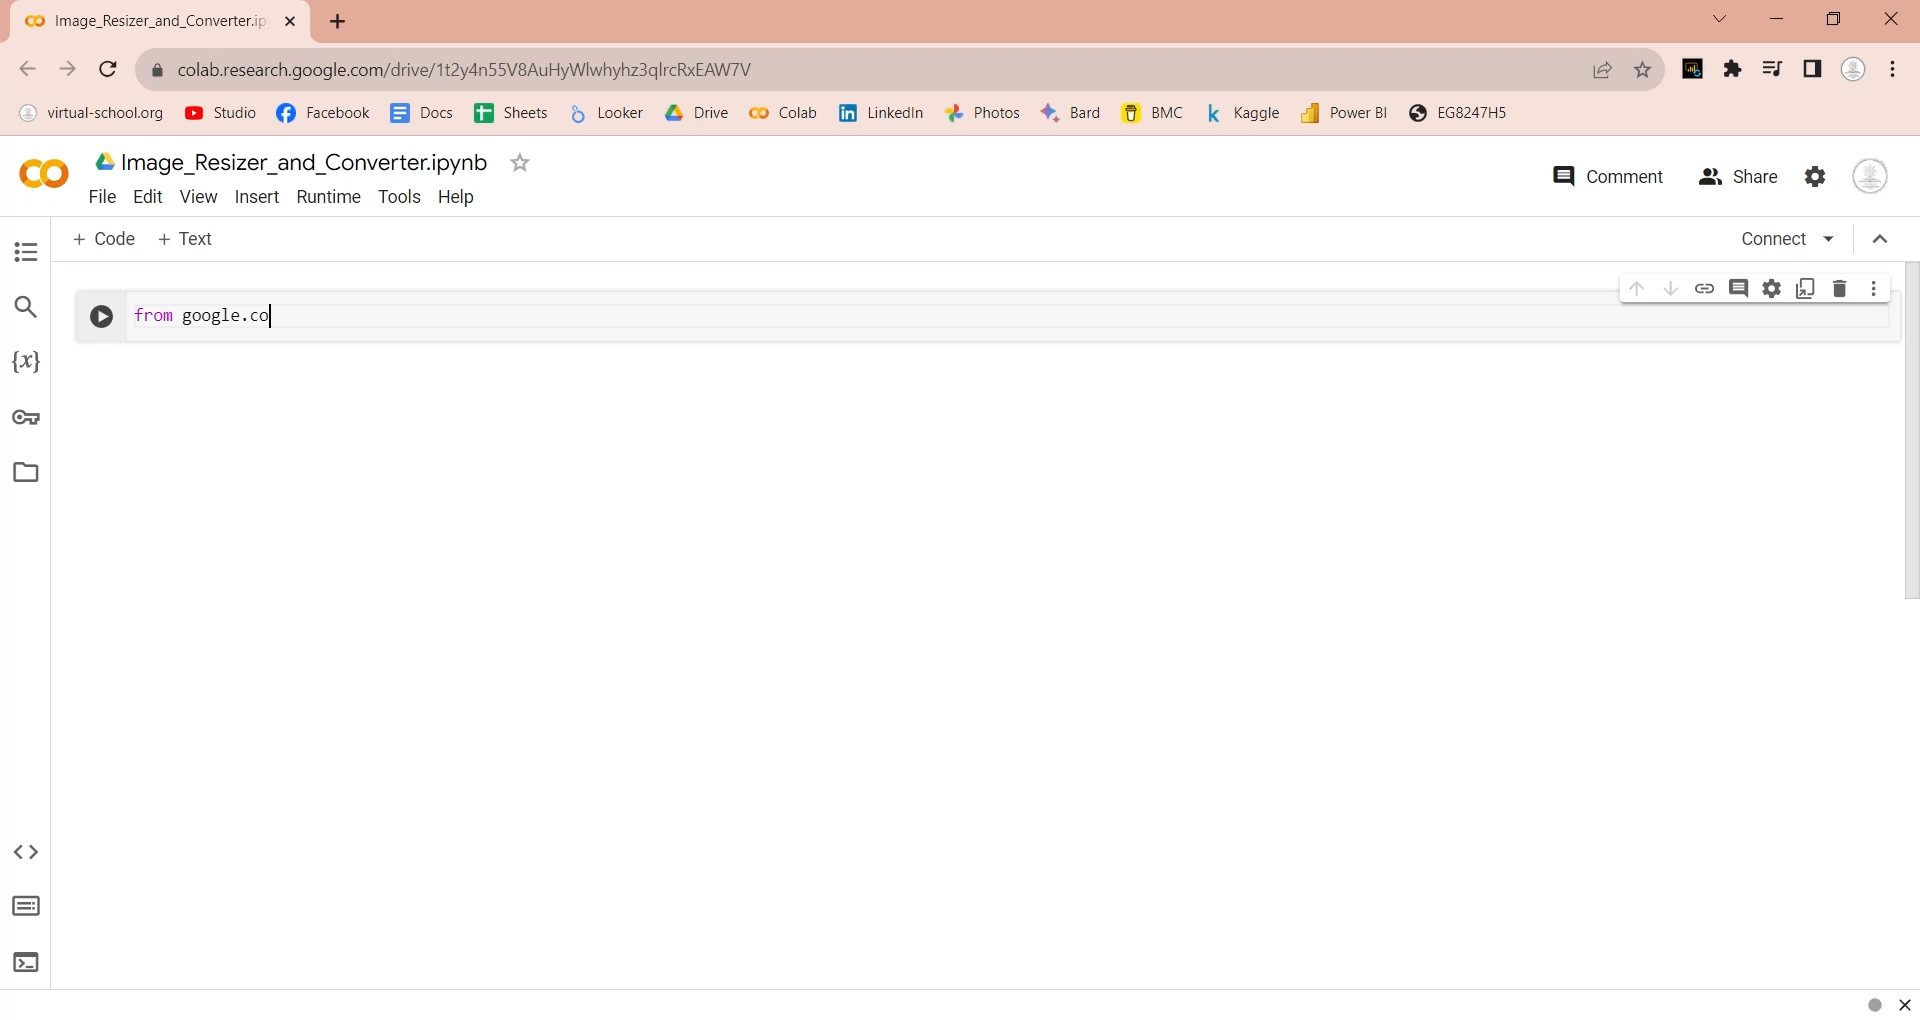 Image_Resizer_and_Converter.ip
colab.research.google.com/drive/1t2y4n55V8AuHyWlwhyhz3qlrcRxEAW7V
virtual-school.org Studio Facebook Docs Sheets Looker Drive Colab LinkedIn Photos Bard BMC Kaggle Power BI EG8247H5
Image_Resizer_and_Converter.ipynb
Comment Share
File Edit View Insert Runtime Tools Help
+ Code + Text Connect
{x}
from google.co